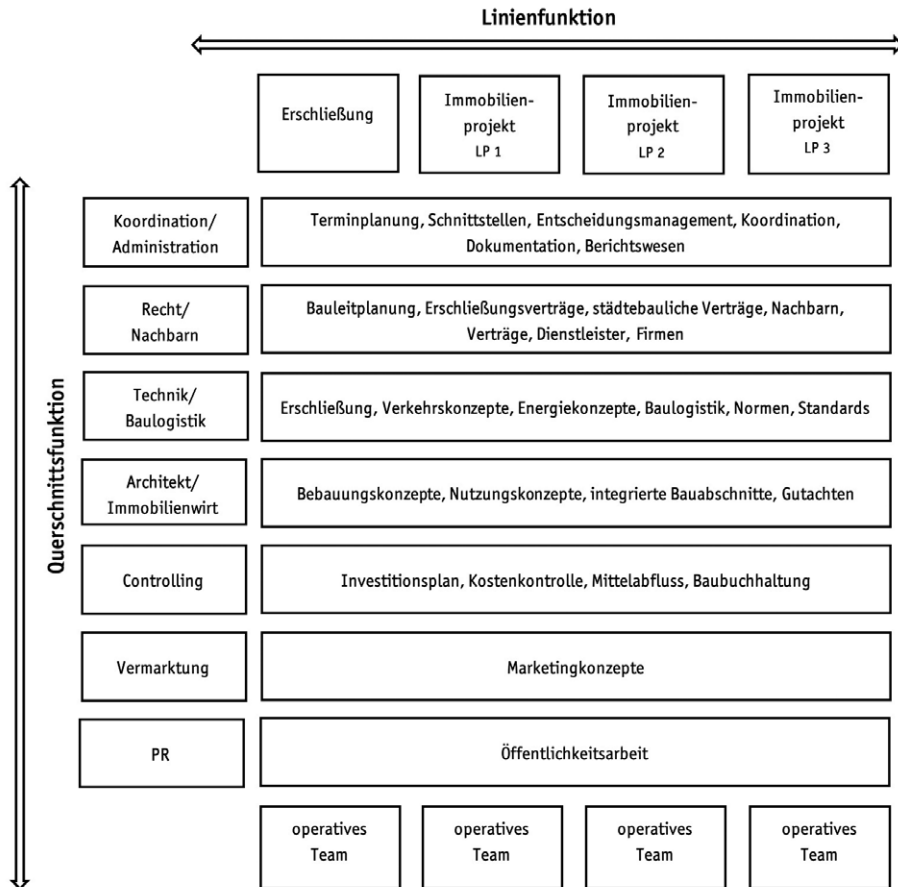 Linienfunktion
Erschließung
Immobilien-
projekt
LP 1
Immobilien-
projekt
LP 2
Immobilien-
projekt
LP 3
Querschnittsfunktion
Koordination/
Administration
Terminplanung, Schnittstellen, Entscheidungsmanagement, Koordination,
Dokumentation, Berichtswesen
Recht/
Nachbarn
Bauleitplanung, Erschließungsverträge, städtebauliche Verträge, Nachbarn,
Verträge, Dienstleister, Firmen
Technik/
Baulogistik
Erschließung, Verkehrskonzepte, Energiekonzepte, Baulogistik, Normen, Standards
Architekt/
Immobilienwirt
Bebauungskonzepte, Nutzungskonzepte, integrierte Bauabschnitte, Gutachten
Controlling
Investitionsplan, Kostenkontrolle, Mittelabfluss, Baubuchhaltung
Vermarktung
Marketingkonzepte
PR
Öffentlichkeitsarbeit
operatives
Team
operatives
Team
operatives
Team
operatives
Team